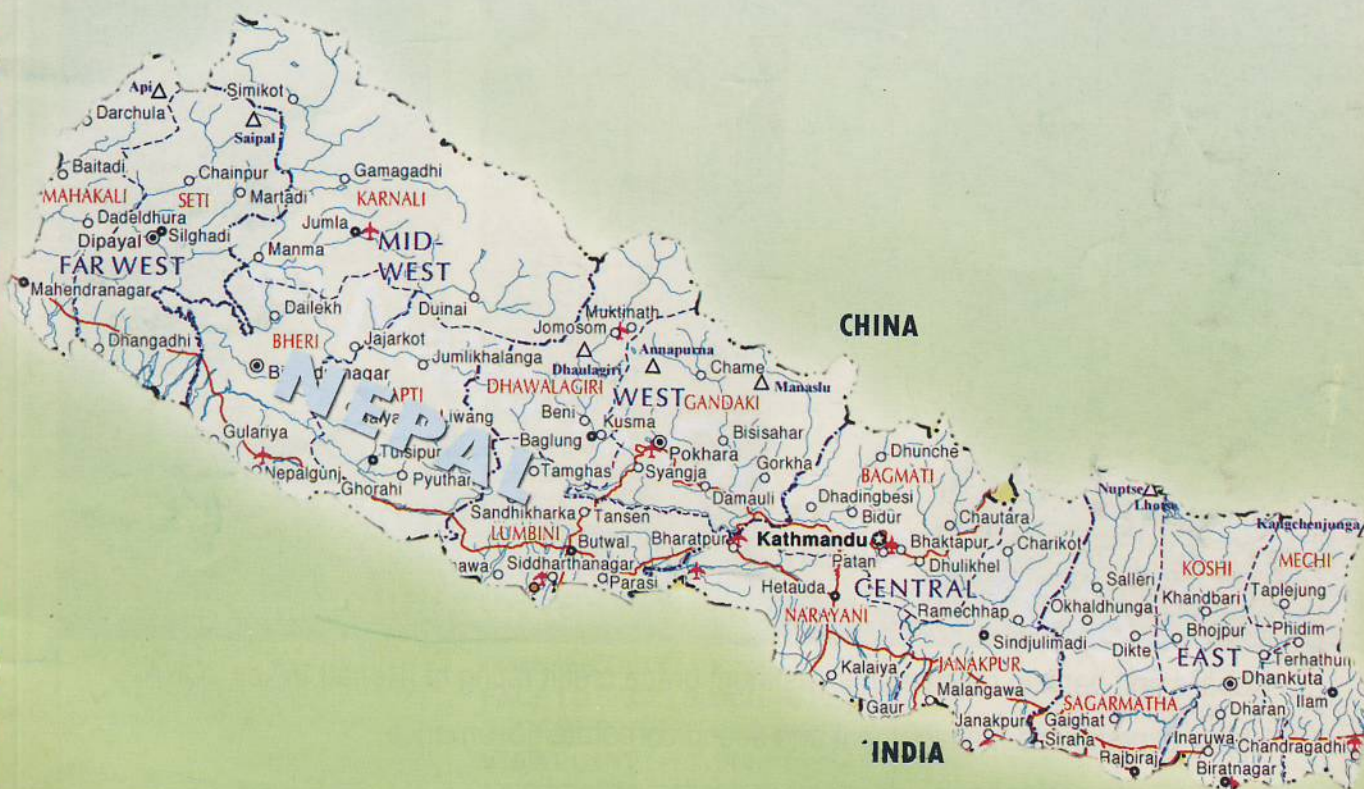 Api
Simikot
Darchula
Saipal
Baitadi
Chainpur
Gamagadhi
MAHAKALI
SETI
Martadi
KARNALI
Dadeldhura
Jumla
Dipayal
Silghadi
MID-
WEST
Manma
FAR WEST
Mahendranagar
Dailekh
Duinai
Muktinath
Jomosom
CHINA
Dhangadhi
BHERI
Jajarkot
Jumlikhalanga
Dhaulagiri
Annapurna
Chame
Manaslu
NEPAL
DHAWALAGIRI
WEST
GANDAKI
Liwang
Beni
Kusma
Gulariya
Baglung
Bisisahar
Tulsipur
Pokhara
Dhunche
Nepalgunj
Ghorahi
Pyuthan
Tamghas
Syangja
Gorkha
BAGMATI
Nuptse
Lhotse
Damauli
Dhadingbesi
Bidur
Chautara
Sandhikharka
Tansen
Kangchenjunga
LUMBINI
Butwal
Bharatpur
Kathmandu
Bhaktapur
Charikot
Patan
Dhulikhel
KOSHI
MECHI
Siddharthanagar
Parasi
Hetauda
CENTRAL
Salleri
Khandbari
Taplejung
NARAYANI
Ramechhap
Okhaldhunga
Sindjulimadi
Dikte
Bhojpur
Phidim
EAST
Terhathun
Kalaiya
JANAKPUR
Dhankuta
Malangawa
SAGARMATHA
Ilam
Gaur
Janakpur
Gaighat
Dharan
Siraha
Inaruwa
Chandragadhi
INDIA
Rajbiraj
Biratnagar